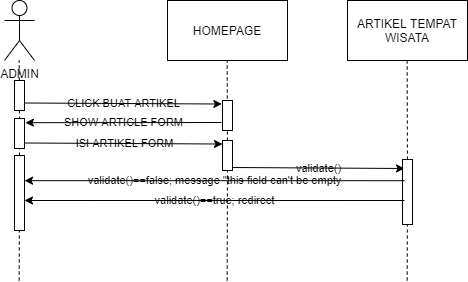 HOMEPAGE
ARTIKEL TEMPAT
WISATA
ADMIN
CLICK BUAT ARTIKEL
SHOW ARTICLE FORM
ISI ARTIKEL FORM
validate()
validate()==false; message "this field can't be empty
validate()==true; redirect